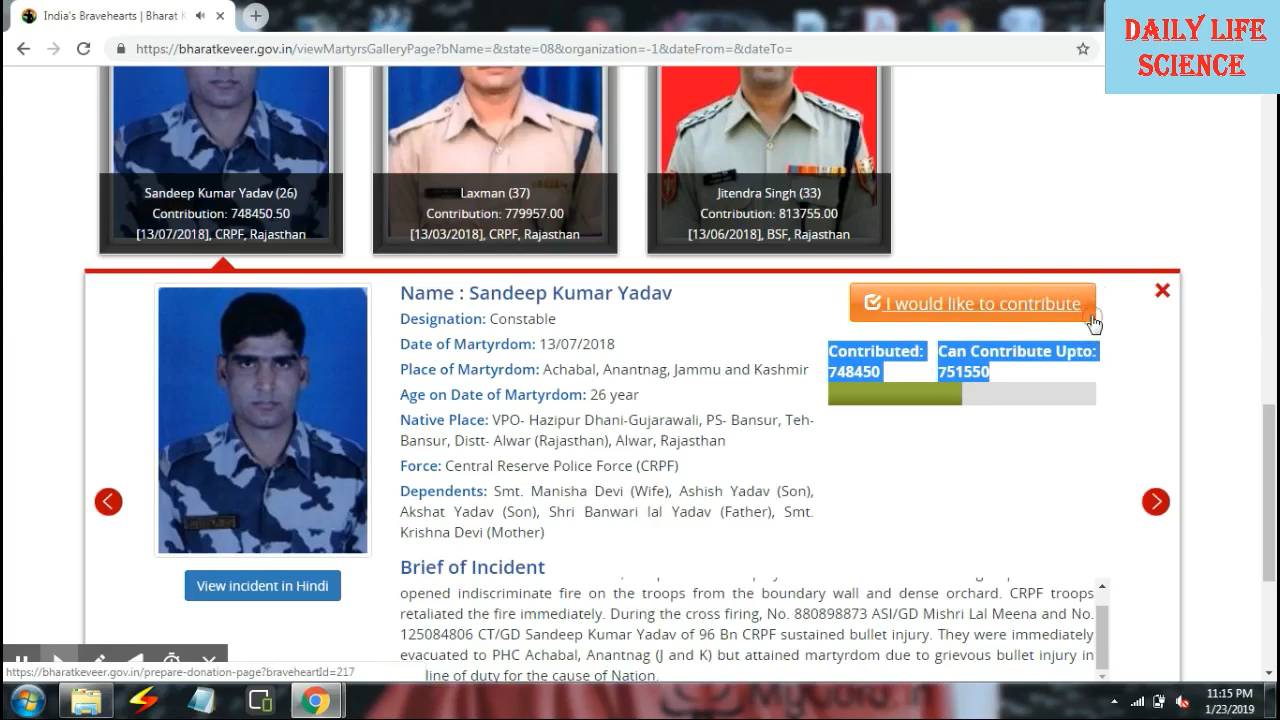 India's Bravehearts | Bharat K
DAILY LIFE
SCIENCE
https://bharatkeveer.gov.in/viewMartyrsGalleryPage?bName=&state=08&organization=-1&dateFrom=&dateTo=
Sandeep Kumar Yadav (26)
Contribution: 748450.50
[13/07/2018], CRPF, Rajasthan
Laxman (37)
Contribution: 779957.00
[13/03/2018], CRPF, Rajasthan
Jitendra Singh (33)
Contribution: 813755.00
[13/06/2018], BSF, Rajasthan
Name : Sandeep Kumar Yadav
Designation: Constable
Date of Martyrdom: 13/07/2018
Place of Martyrdom: Achabal, Anantnag, Jammu and Kashmir
Age on Date of Martyrdom: 26 year
Native Place: VPO- Hazipur Dhani-Gujarawali, PS- Bansur, Teh-
Bansur, Distt- Alwar (Rajasthan), Alwar, Rajasthan
Force: Central Reserve Police Force (CRPF)
Dependents: Smt. Manisha Devi (Wife), Ashish Yadav (Son),
Akshat Yadav (Son), Shri Banwari lal Yadav (Father), Smt.
Krishna Devi (Mother)
I would like to contribute
Contributed: Can Contribute Upto:
748450 751550
View incident in Hindi
Brief of Incident
opened indiscriminate fire on the troops from the boundary wall and dense orchard. CRPF troops
retaliated the fire immediately. During the cross firing, No. 880898873 ASI/GD Mishri Lal Meena and No.
125084806 CT/GD Sandeep Kumar Yadav of 96 Bn CRPF sustained bullet injury. They were immediately
evacuated to PHC Achabal, Anantnag (J and K) but attained martyrdom due to grievous bullet injury in
line of duty for the cause of Nation.
https://bharatkeveer.gov.in/prepare-donation-page?braveheartId=217
11:15 PM
1/23/2019